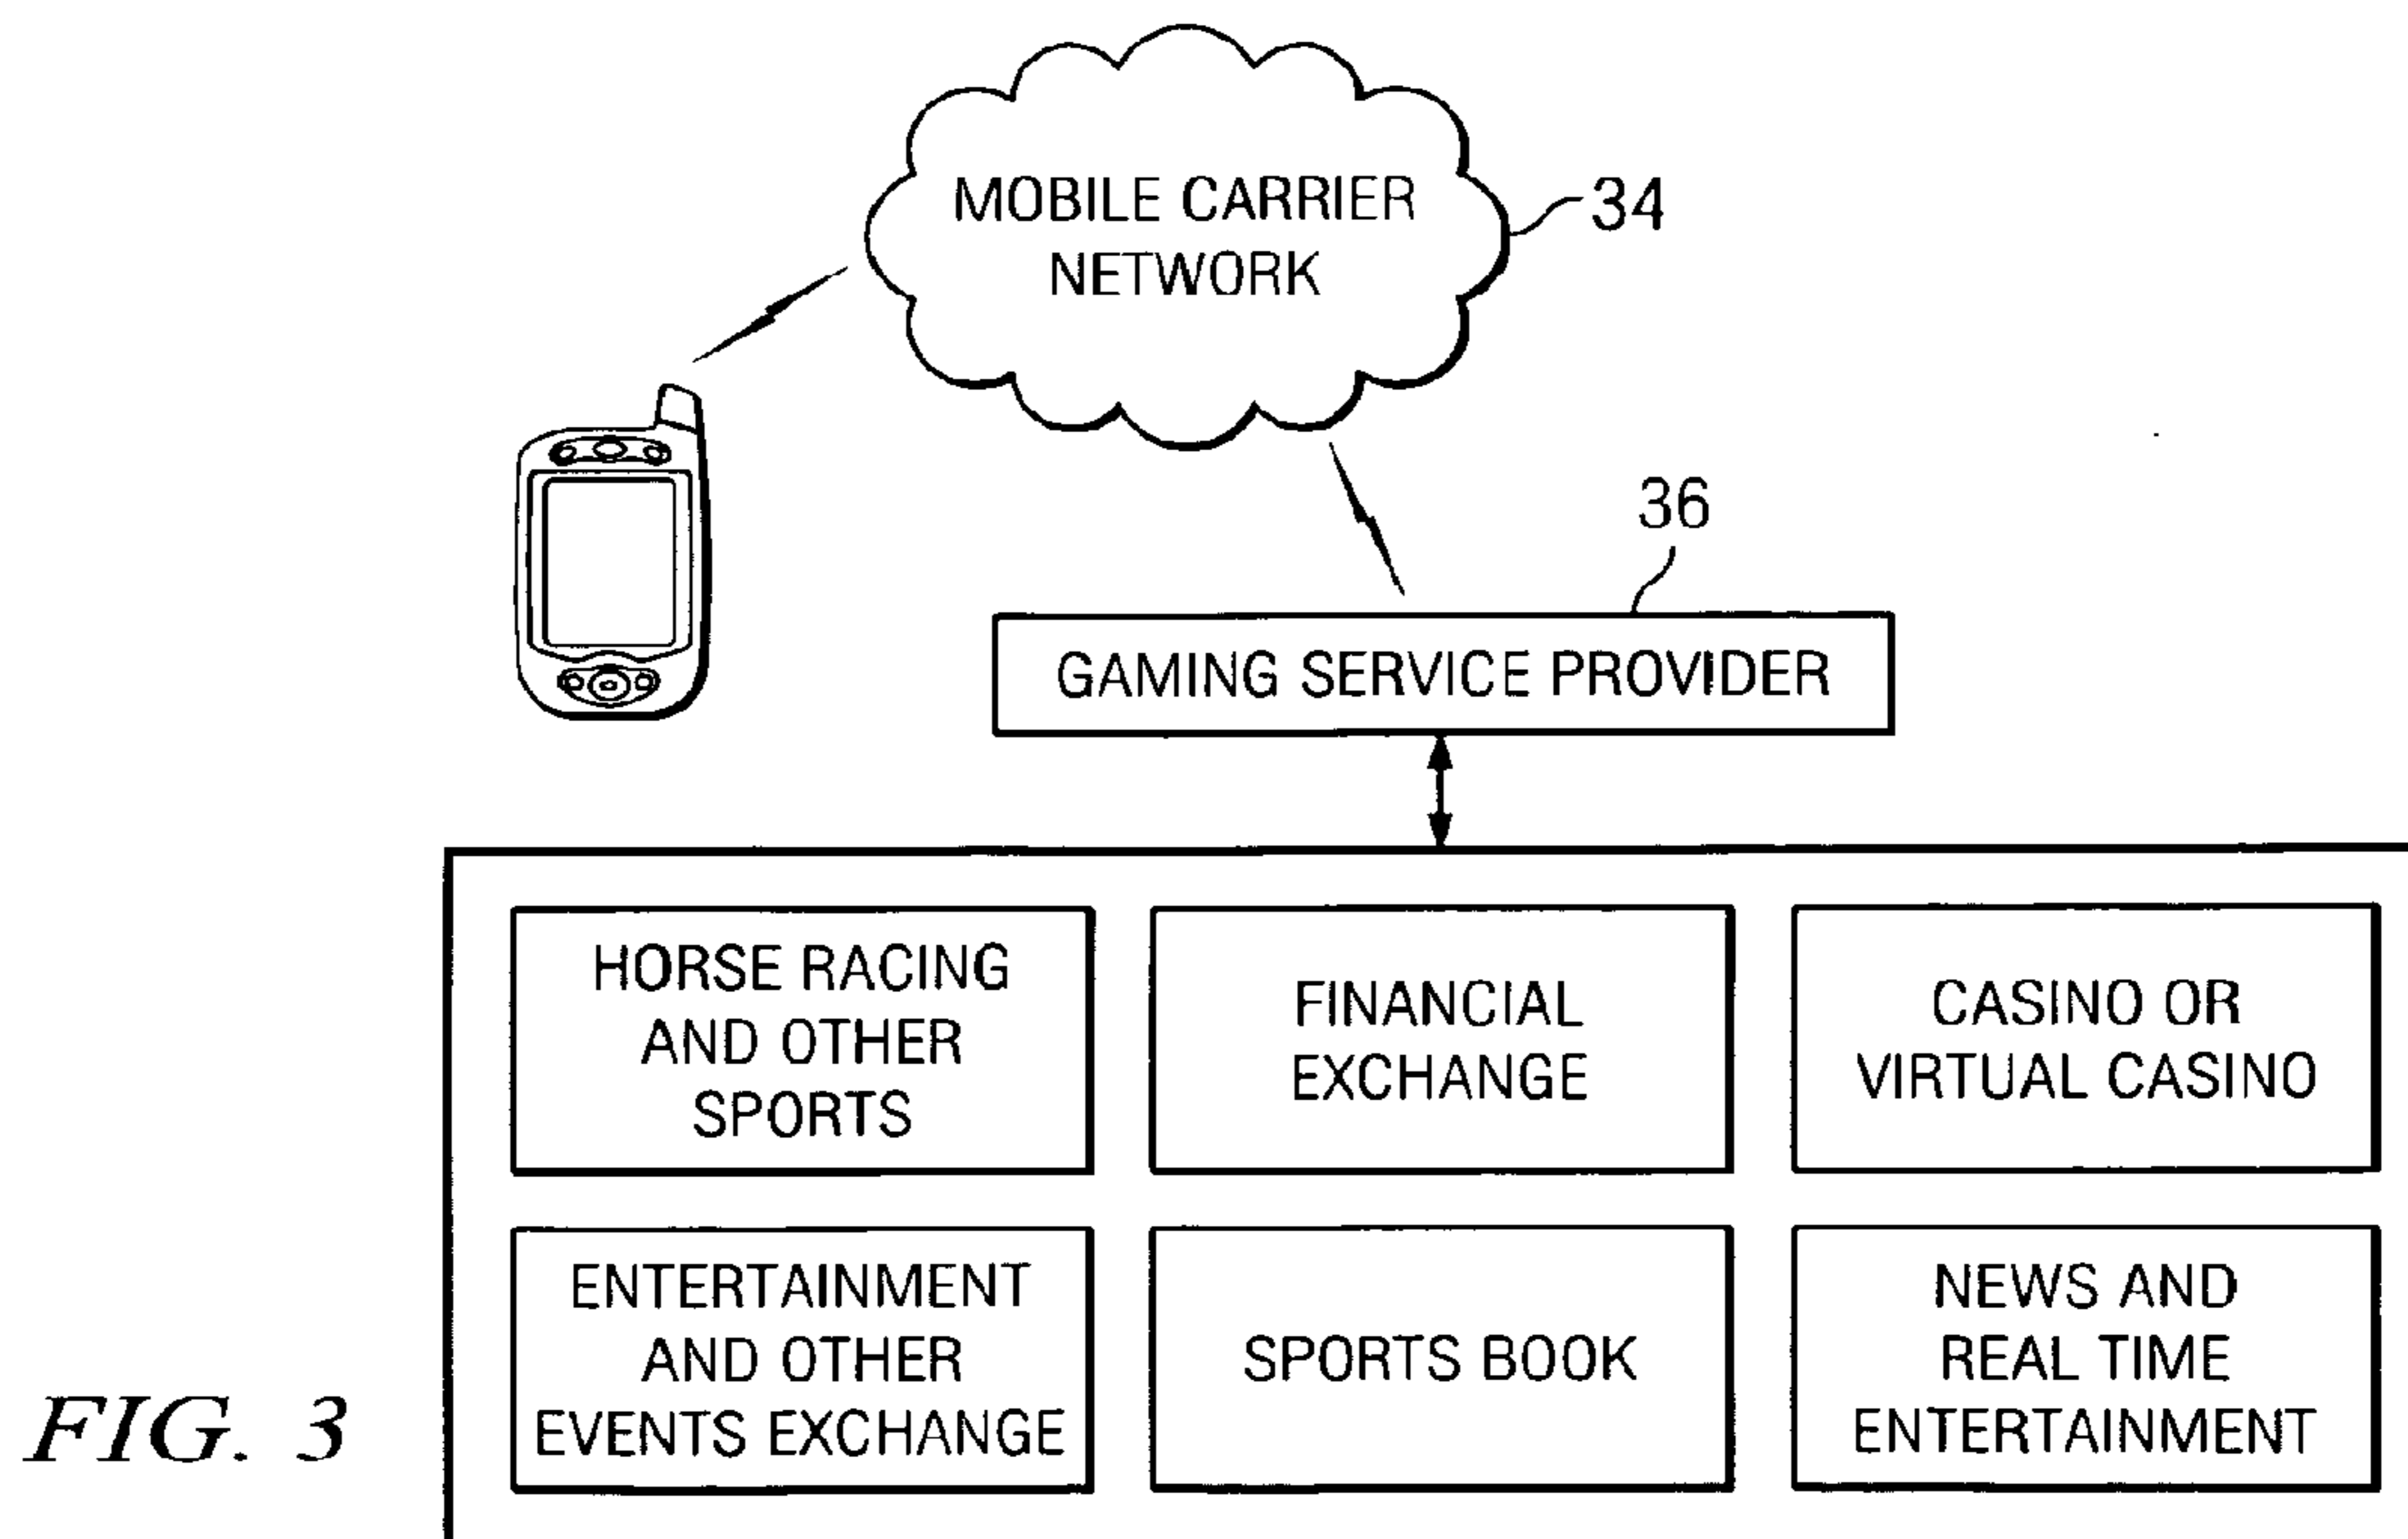 MOBILE CARRIER
NETWORK
34
36
GAMING SERVICE PROVIDER
HORSE RACING
AND OTHER
SPORTS
FINANCIAL
EXCHANGE
CASINO OR
VIRTUAL CASINO
ENTERTAINMENT
AND OTHER
EVENTS EXCHANGE
SPORTS BOOK
NEWS AND
REAL TIME
ENTERTAINMENT
FIG. 3